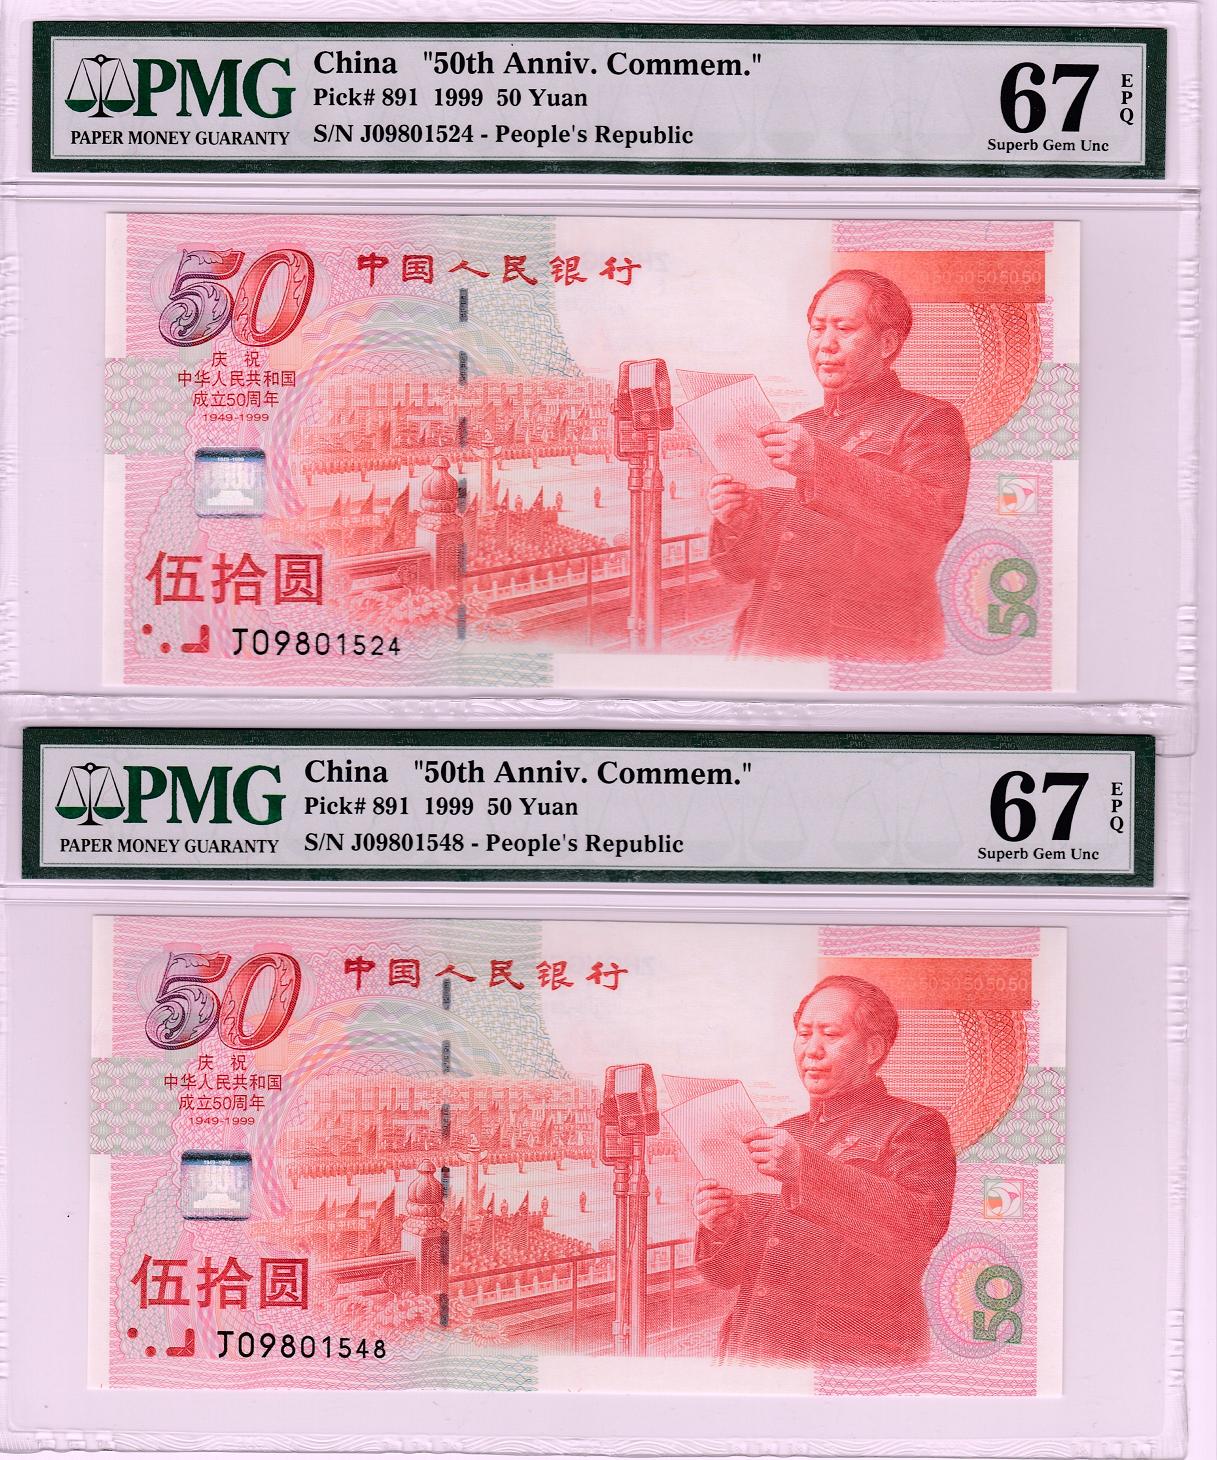 PMG
PAPER MONEY GUARANTY
China "50th Anniv. Commem."
Pick# 891 1999 50 Yuan
S/N J09801524 - People's Republic
67
EPQ
Superb Gem Unc
50
中国人民银行
庆祝
中华人民共和国
成立50周年
1949-1999
伍拾圆
J09801524
50
PMG
PAPER MONEY GUARANTY
China "50th Anniv. Commem."
Pick# 891 1999 50 Yuan
S/N J09801548 - People's Republic
67
EPQ
Superb Gem Unc
50
中国人民银行
庆祝
中华人民共和国
成立50周年
1949-1999
伍拾圆
J09801548
50